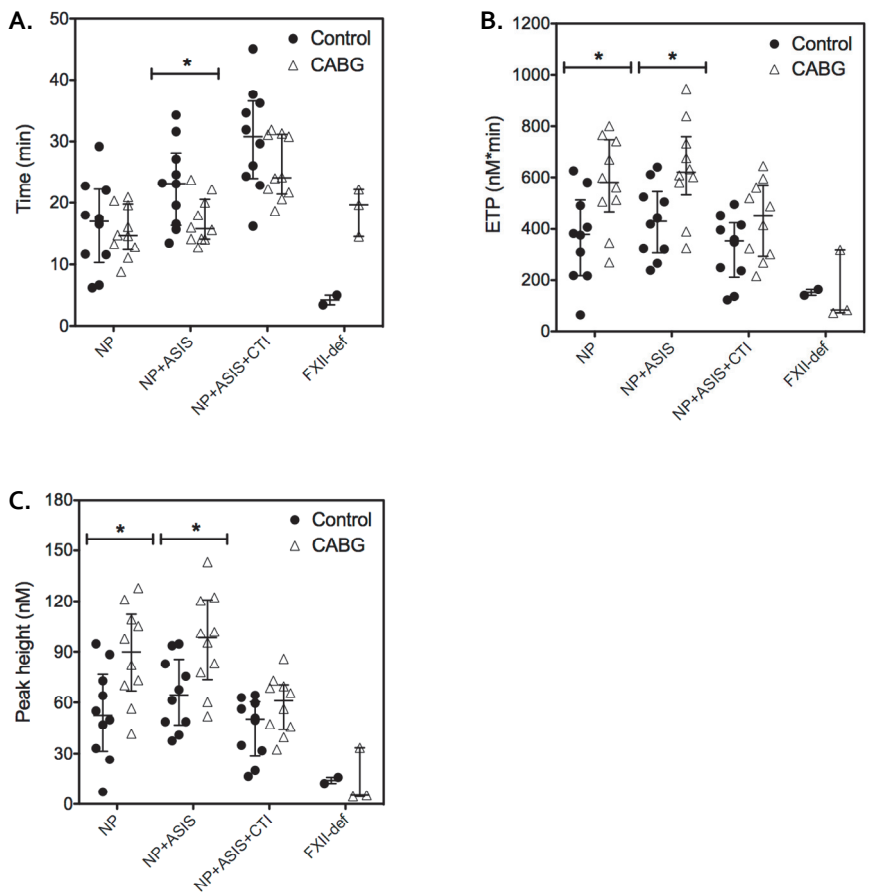 A.
50
40
30
20
10
0
Time (min)
*
Control
CABG
NP
NP+ASIS
NP+ASIS+CTI
FXII-def
B.
1200
1000
800
600
400
200
0
ETP (nM*min)
* *
Control
CABG
NP
NP+ASIS
NP+ASIS+CTI
FXII-def
C.
180
150
120
90
60
30
0
Peak height (nM)
* *
Control
CABG
NP
NP+ASIS
NP+ASIS+CTI
FXII-def